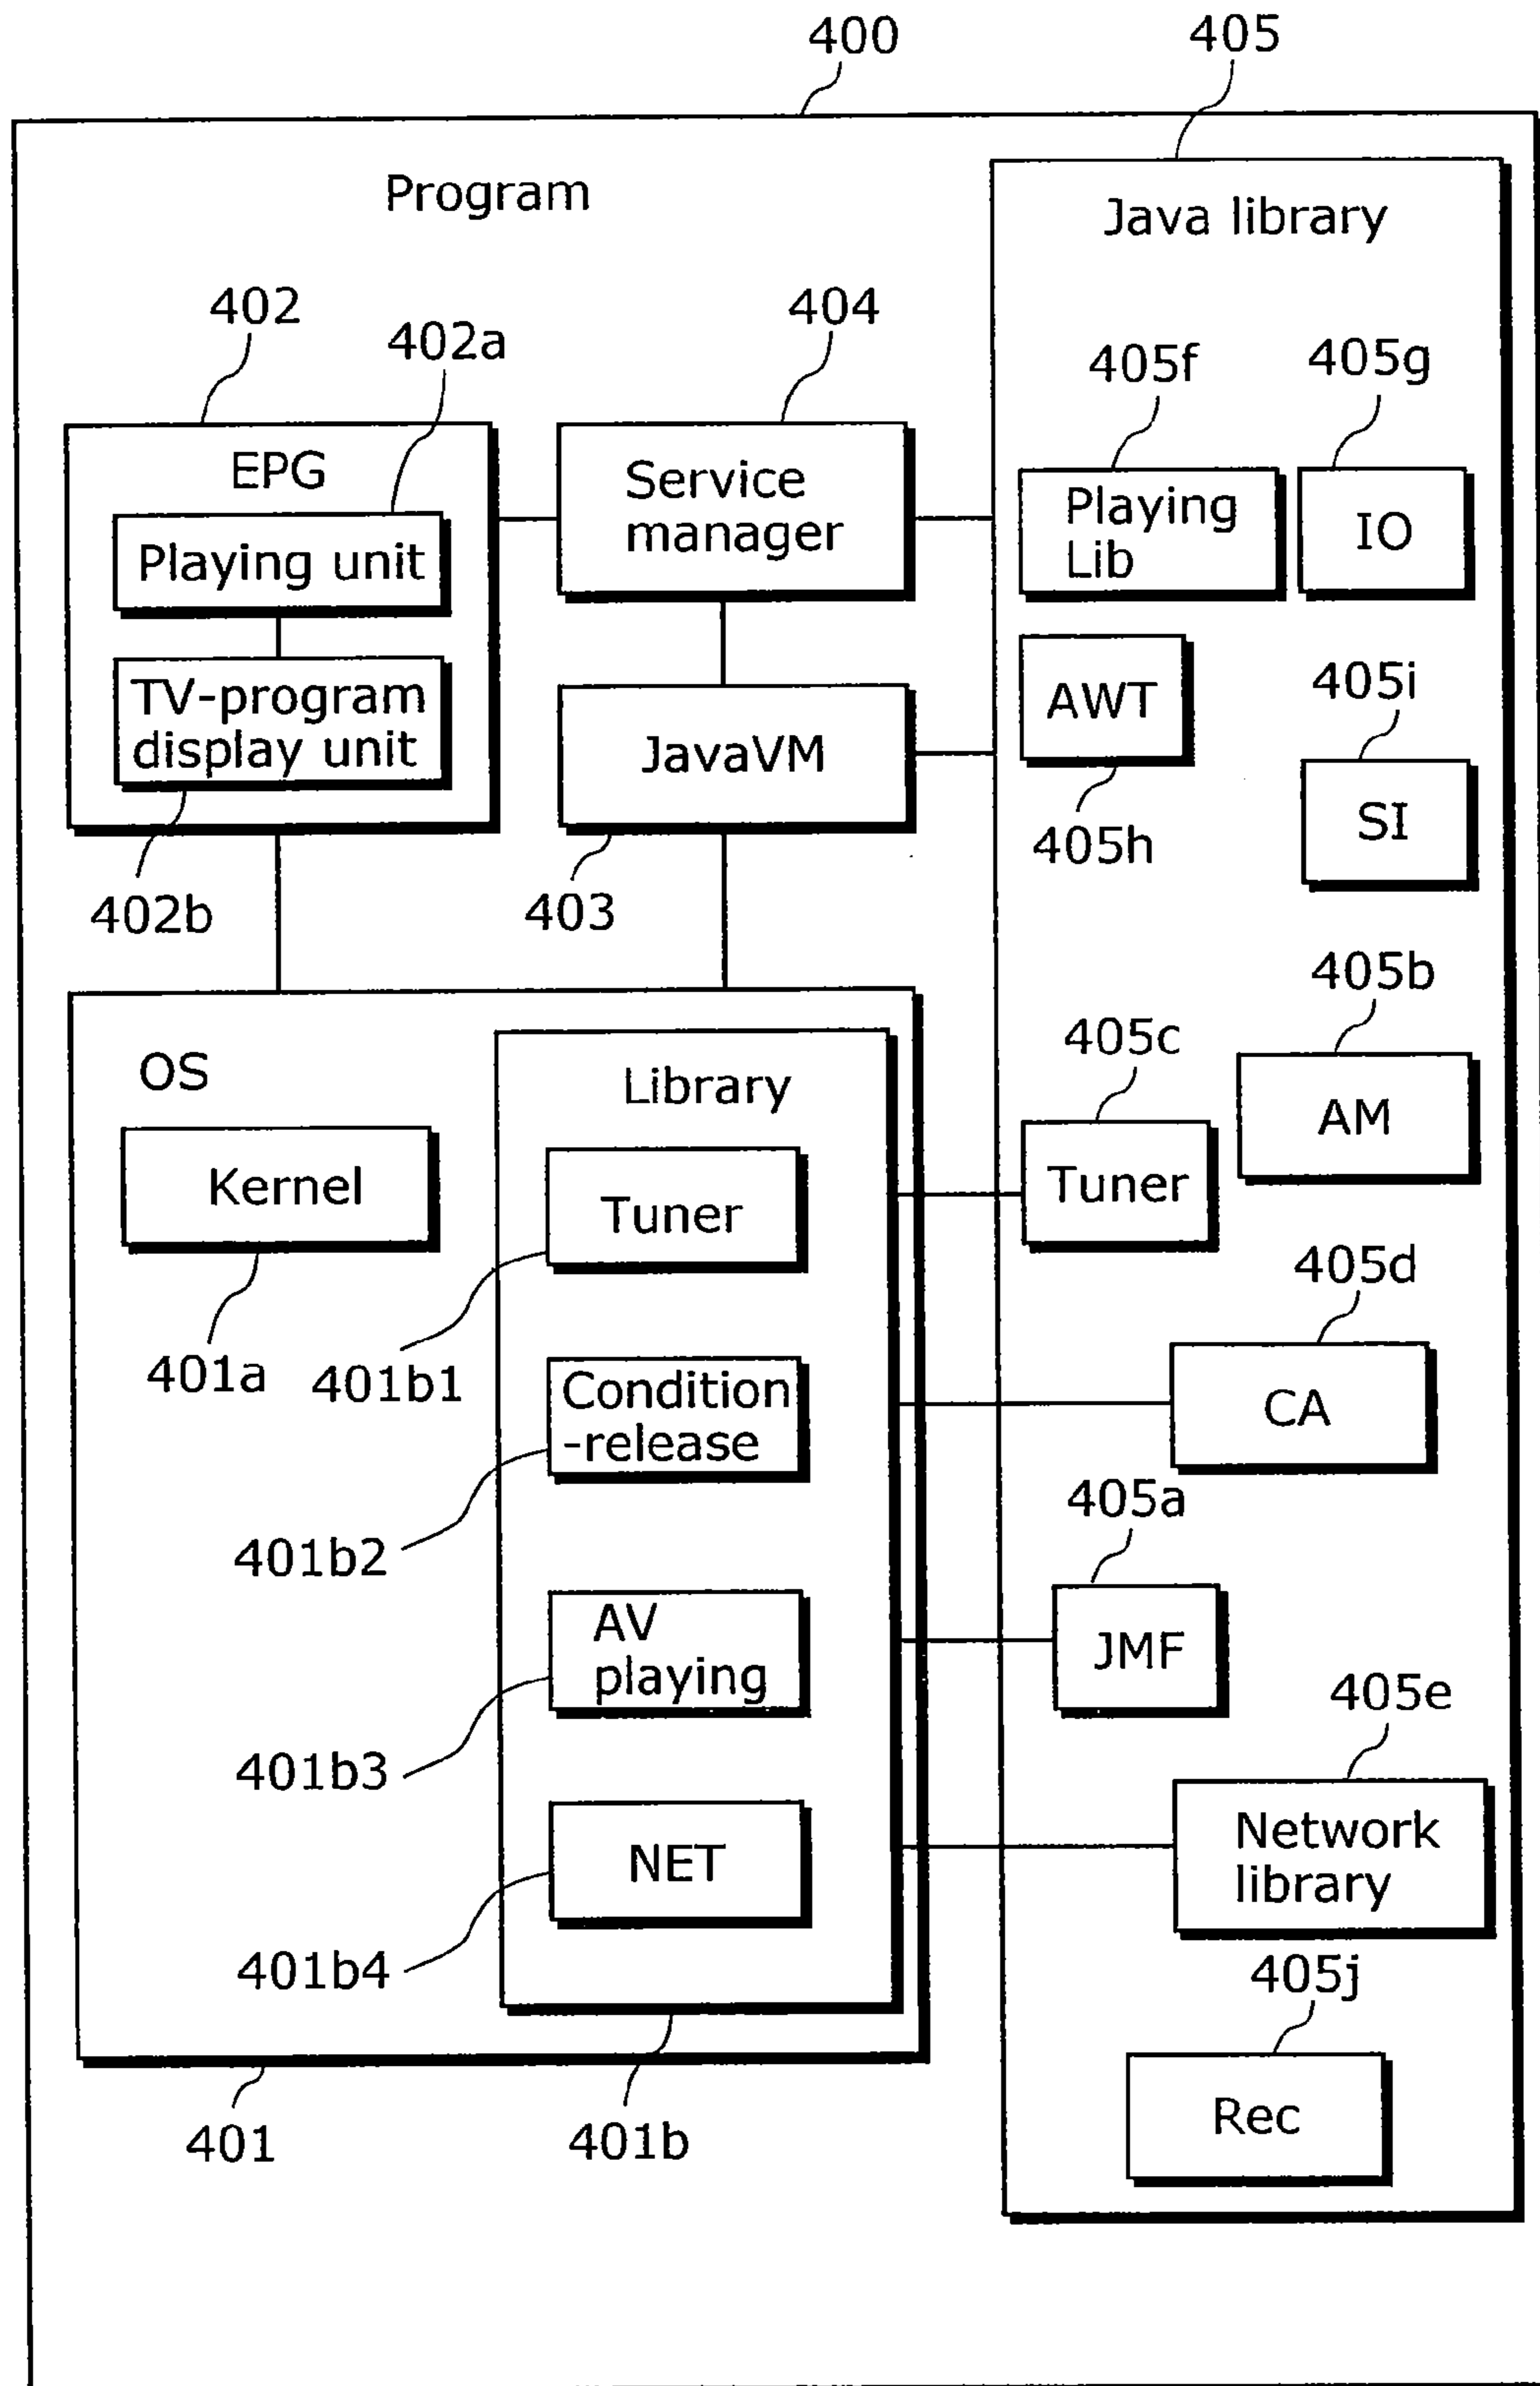 400
405
Program
Java library
402
404
402a
405f
405g
EPG
Service
manager
Playing
Lib
IO
Playing unit
TV-program
display unit
JavaVM
AWT
405i
SI
405h
402b
403
405b
405c
AM
OS
Library
Kernel
Tuner
Tuner
405d
401a
401b1
Condition
-release
CA
405a
401b2
AV
playing
JMF
405e
401b3
NET
Network
library
401b4
405j
Rec
401
401b